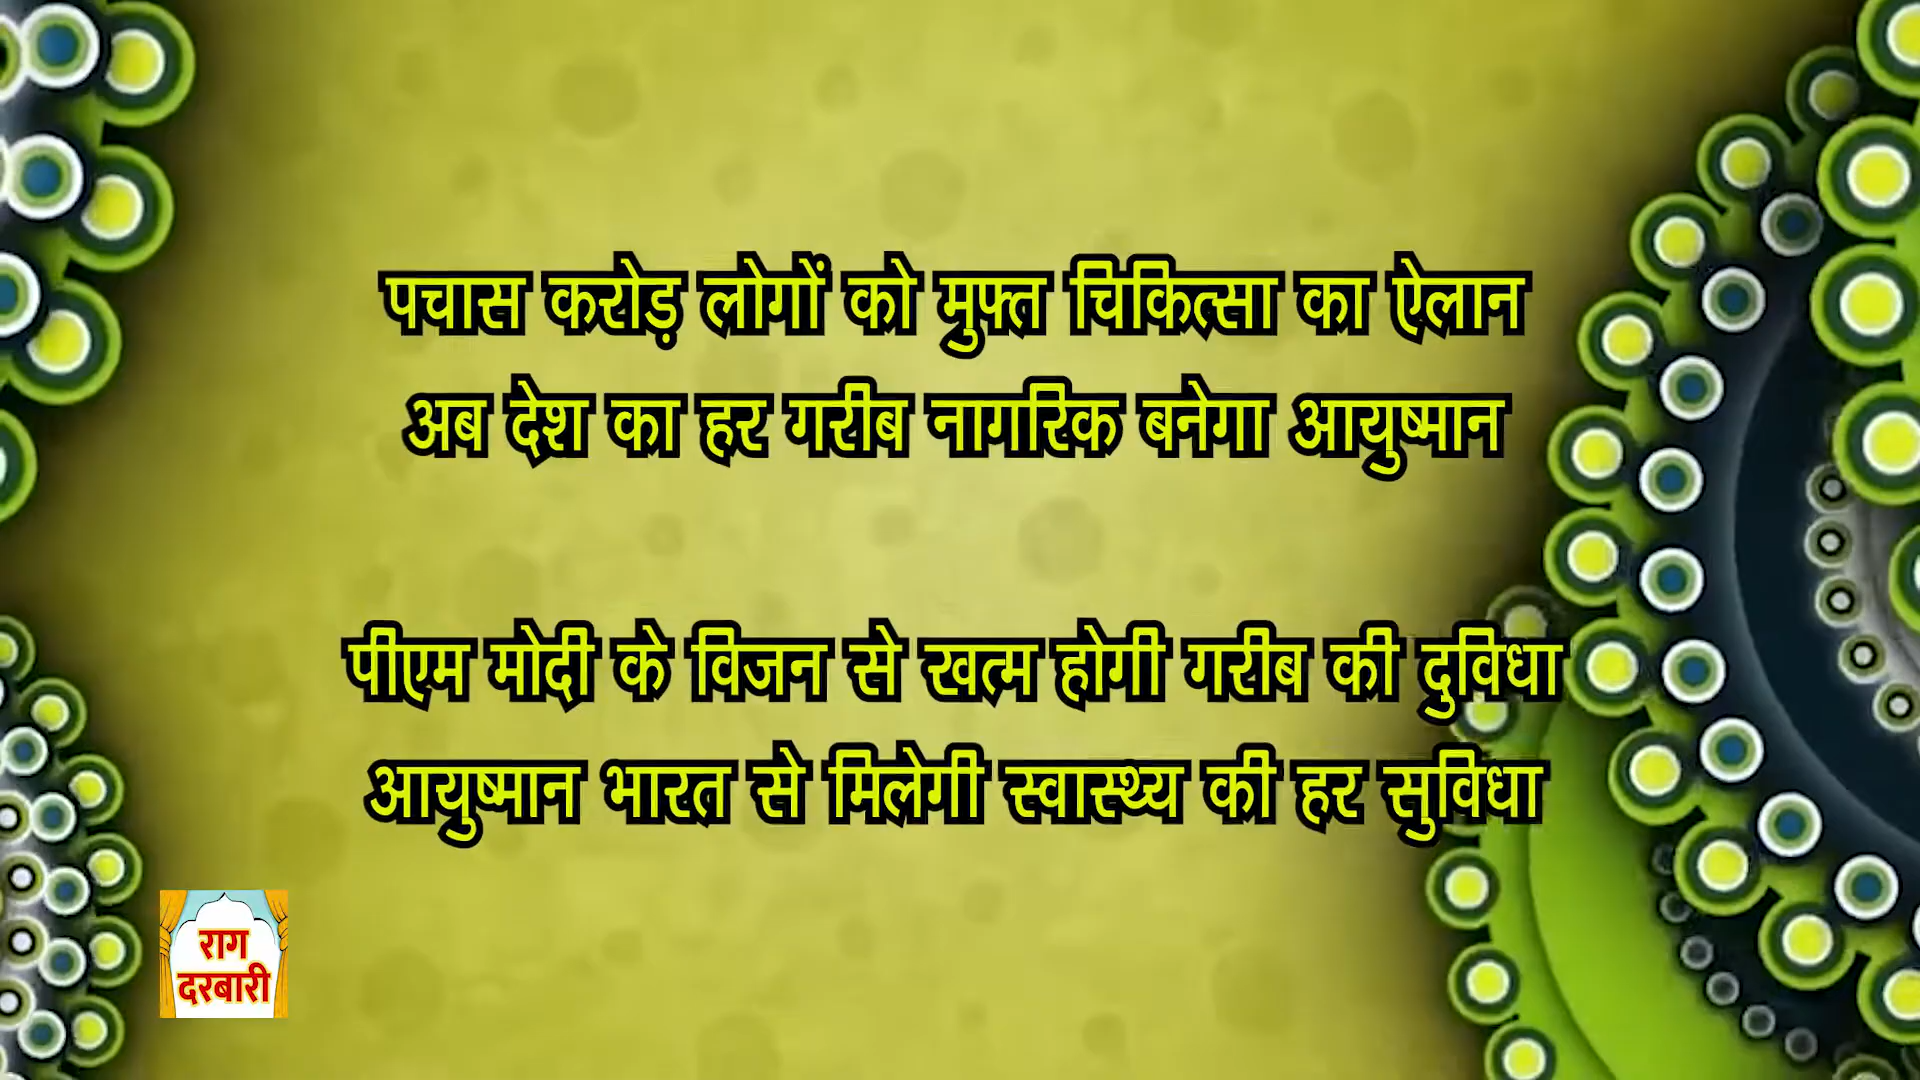 पचास करोड़ लोगों को मुफ्त चिकित्सा का ऐलान
अब देश का हर गरीब नागरिक बनेगा आयुष्मान
पीएम मोदी के विजन से खत्म होगी गरीब की दुविधा
आयुष्मान भारत से मिलेगी स्वास्थ्य की हर सुविधा
राग
दरबारी